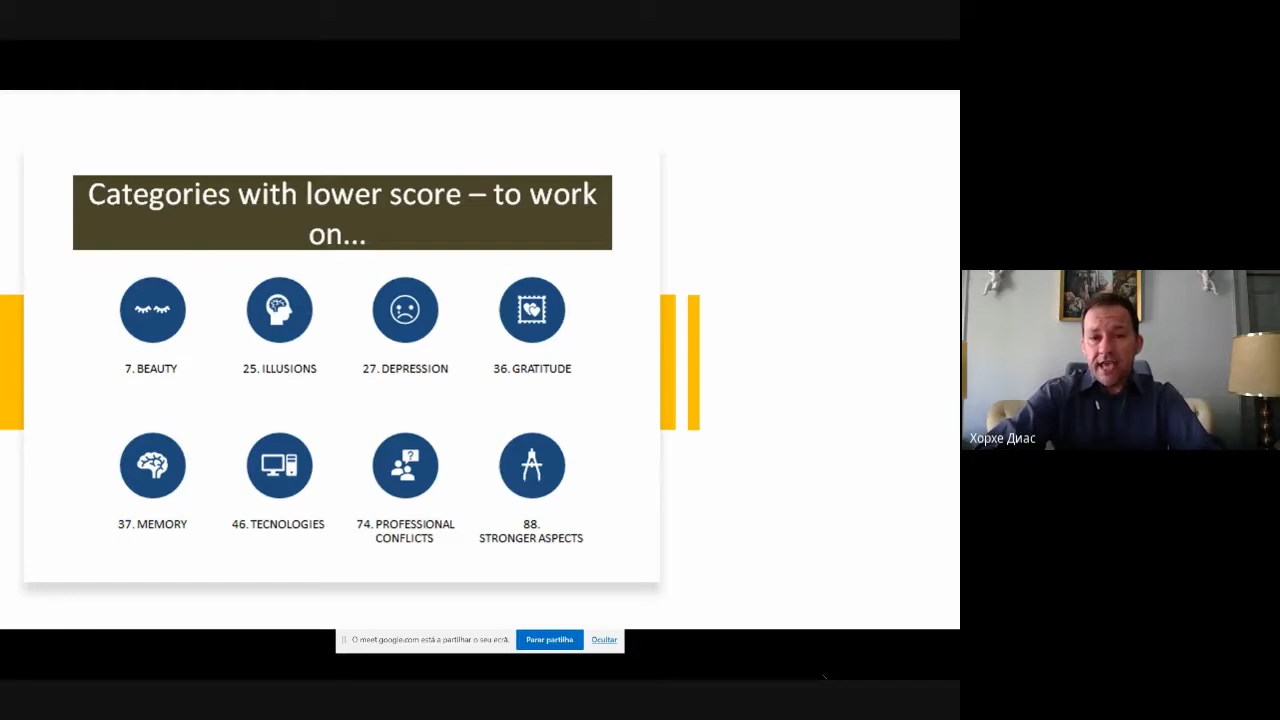 Categories with lower score – to work
on...
7. BEAUTY
25. ILLUSIONS
27. DEPRESSION
36. GRATITUDE
37. MEMORY
46. TECNOLOGIES
74. PROFESSIONAL
CONFLICTS
88.
STRONGER ASPECTS
?
O meet.google.com está a partilhar o seu ecrã.
Parar partilha
Ocultar
Хорхе Диас